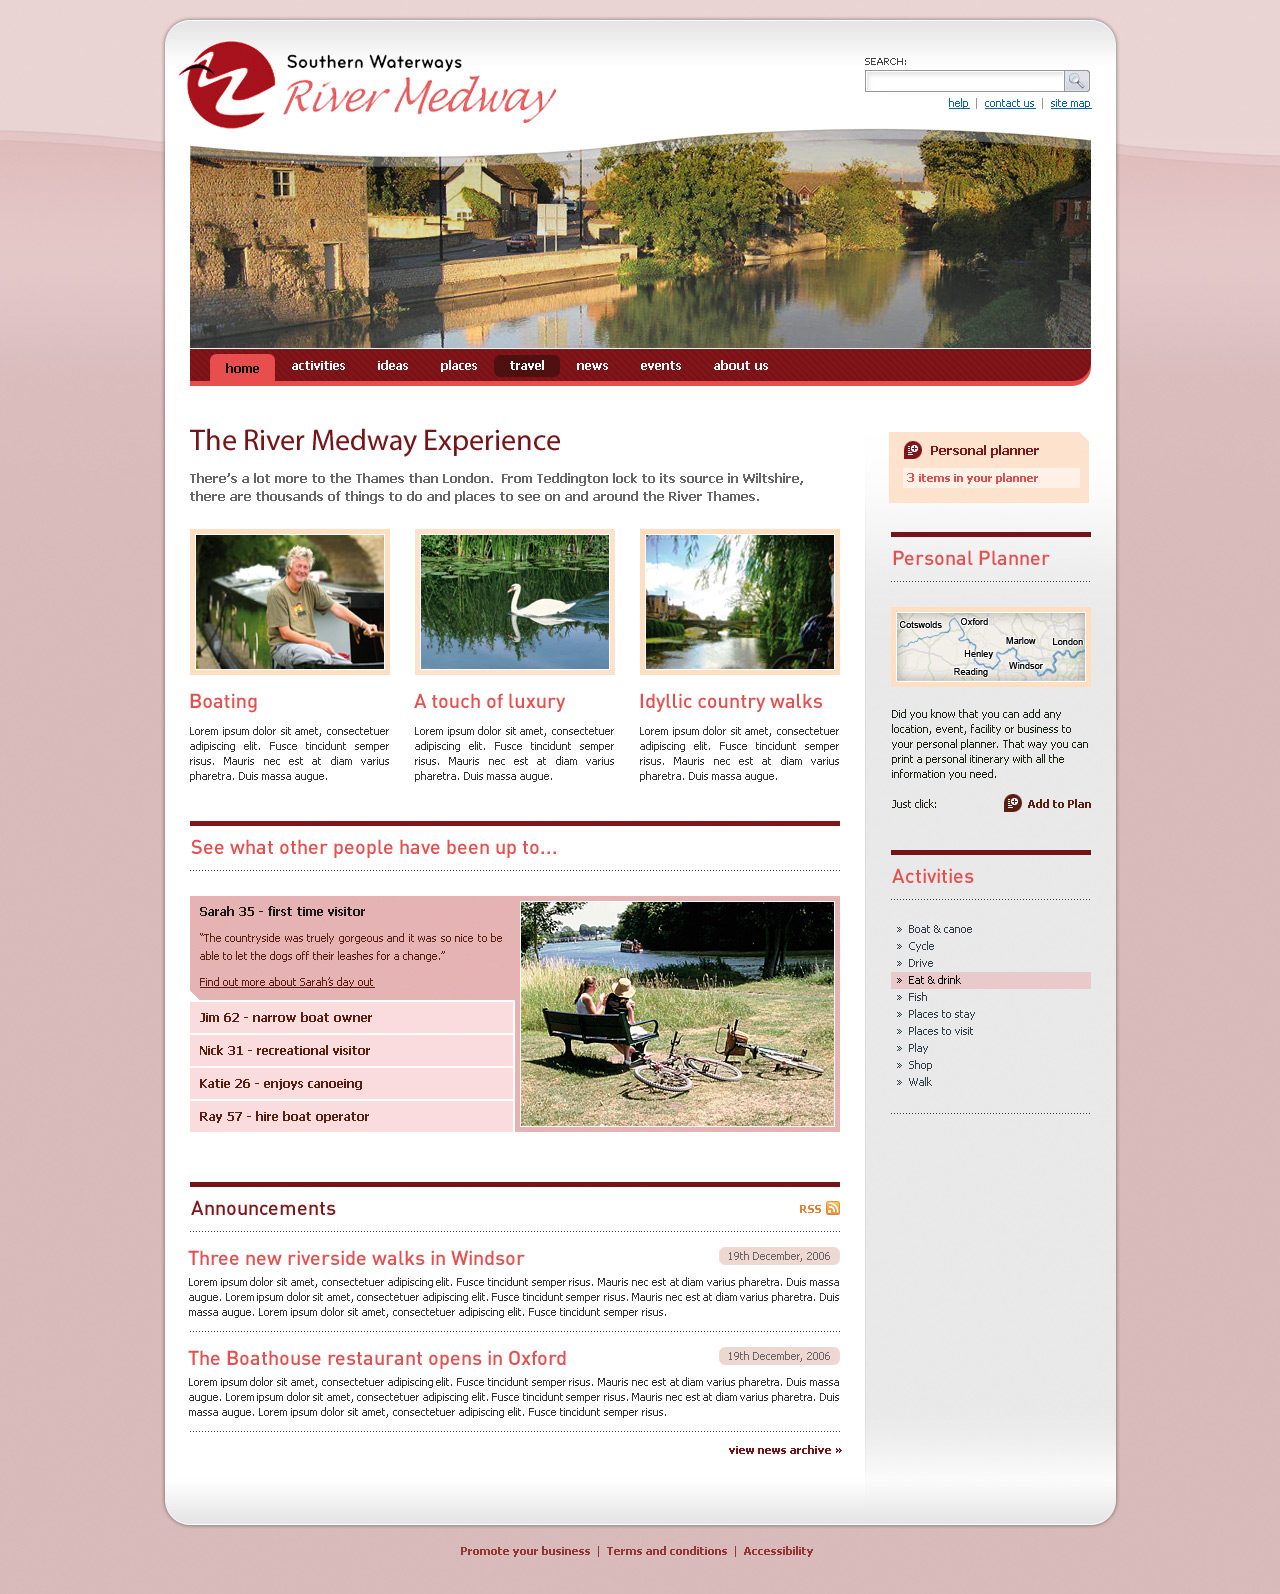 Southern Waterways
River Medway
SEARCH:
help | contact us | site map
home activities ideas places travel news events about us
The River Medway Experience
There's a lot more to the Thames than London. From Teddington lock to its source in Wiltshire,
there are thousands of things to do and places to see on and around the River Thames.
Boating
Lorem ipsum dolor sit amet, consectetuer
adipiscing elit. Fusce tincidunt semper
risus. Mauris nec est at diam varius
pharetra. Duis massa augue.
A touch of luxury
Lorem ipsum dolor sit amet, consectetuer
adipiscing elit. Fusce tincidunt semper
risus. Mauris nec est at diam varius
pharetra. Duis massa augue.
Idyllic country walks
Lorem ipsum dolor sit amet, consectetuer
adipiscing elit. Fusce tincidunt semper
risus. Mauris nec est at diam varius
pharetra. Duis massa augue.
See what other people have been up to...
Sarah 35 - first time visitor
"The countryside was truely gorgeous and it was so nice to be
able to let the dogs off their leashes for a change."
Find out more about Sarah's day out
Jim 62 - narrow boat owner
Nick 31 - recreational visitor
Katie 26 - enjoys canoeing
Ray 57 - hire boat operator
Announcements
RSS
Three new riverside walks in Windsor
19th December, 2006
Lorem ipsum dolor sit amet, consectetuer adipiscing elit. Fusce tincidunt semper risus. Mauris nec est at diam varius pharetra. Duis massa
augue. Lorem ipsum dolor sit amet, consectetuer adipiscing elit. Fusce tincidunt semper risus. Mauris nec est at diam varius pharetra. Duis
massa augue. Lorem ipsum dolor sit amet, consectetuer adipiscing elit. Fusce tincidunt semper risus.
The Boathouse restaurant opens in Oxford
19th December, 2006
Lorem ipsum dolor sit amet, consectetuer adipiscing elit. Fusce tincidunt semper risus. Mauris nec est at diam varius pharetra. Duis massa
augue. Lorem ipsum dolor sit amet, consectetuer adipiscing elit. Fusce tincidunt semper risus. Mauris nec est at diam varius pharetra. Duis
massa augue. Lorem ipsum dolor sit amet, consectetuer adipiscing elit. Fusce tincidunt semper risus.
view news archive »
Personal planner
3 items in your planner
Personal Planner
Cotswolds
Oxford
Marlow
London
Henley
Windsor
Reading
Did you know that you can add any
location, event, facility or business to
your personal planner. That way you can
print a personal itinerary with all the
information you need.
Just click:
Add to Plan
Activities
» Boat & canoe
» Cycle
» Drive
» Eat & drink
» Fish
» Places to stay
» Places to visit
» Play
» Shop
» Walk
Promote your business | Terms and conditions | Accessibility